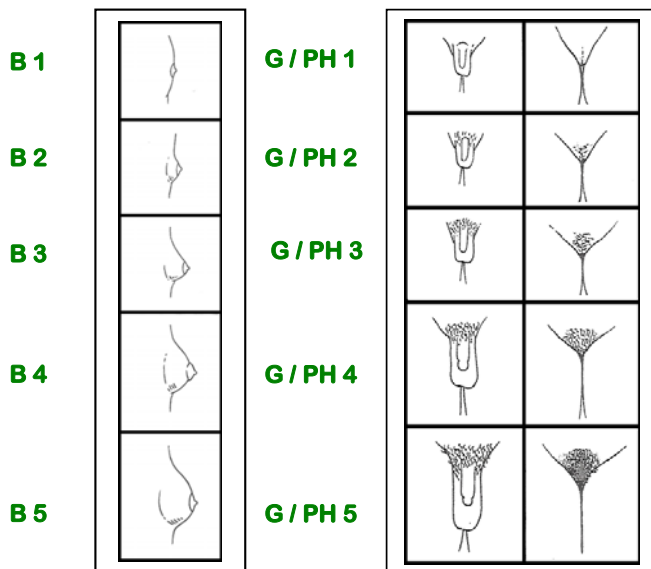 B 1
G / PH 1
B 2
G / PH 2
B 3
G / PH 3
B 4
G / PH 4
B 5
G / PH 5